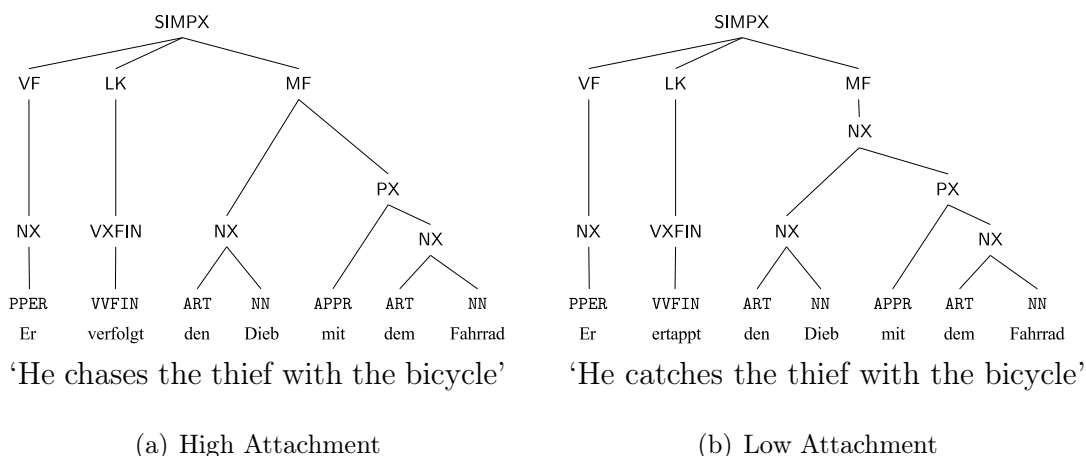 SIMPX
VF LK MF
PX
NX VXFIN NX
NX
PPER VVFIN ART NN APPR ART NN
Er verfolgt den Dieb mit dem Fahrrad
‘He chases the thief with the bicycle’
(a) High Attachment
SIMPX
VF LK MF
NX
PX
NX VXFIN NX
NX
PPER VVFIN ART NN APPR ART NN
Er ertappt den Dieb mit dem Fahrrad
‘He catches the thief with the bicycle’
(b) Low Attachment